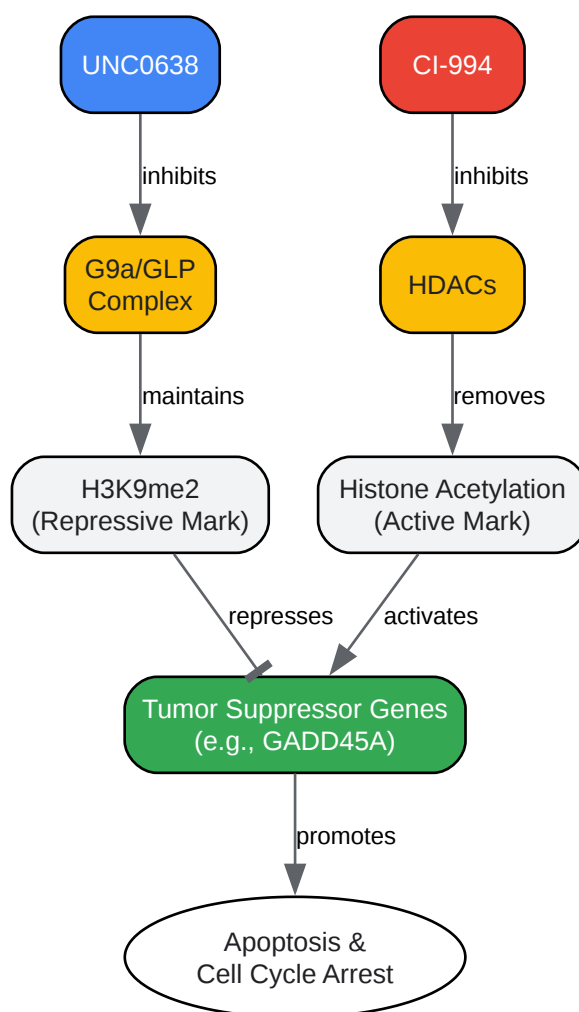 UNC0638
CI-994
inhibits
inhibits
G9a/GLP
Complex
HDACs
maintains
removes
H3K9me2
(Repressive Mark)
Histone Acetylation
(Active Mark)
represses
activates
Tumor Suppressor Genes
(e.g., GADD45A)
promotes
Apoptosis &
Cell Cycle Arrest